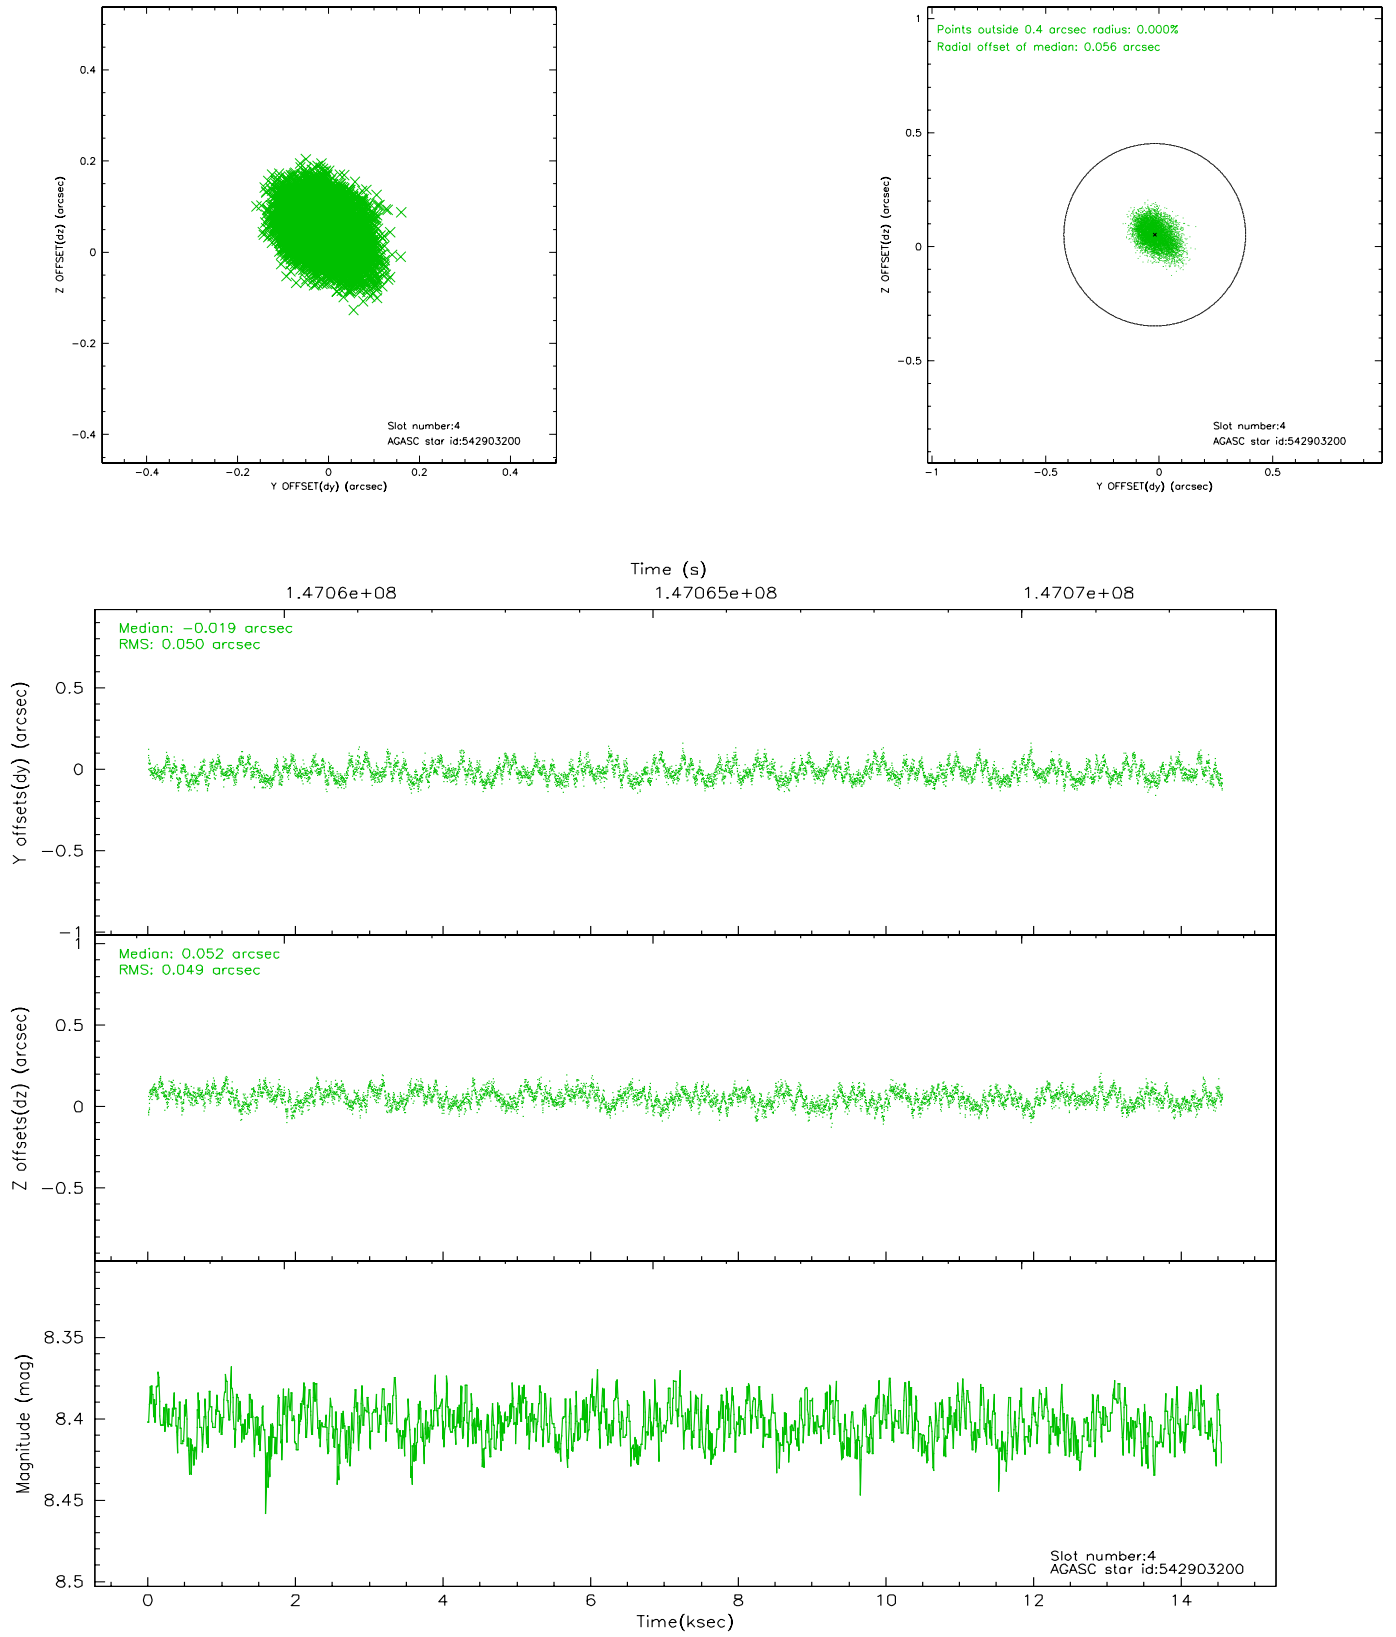 0.4
0.2
0
−0.2
−0.4
Z OFFSET(dz) (arcsec)
Slot number:4
AGASC star id:542903200
−0.4 −0.2 0 0.2 0.4
Y OFFSET(dy) (arcsec)
Points outside 0.4 arcsec radius: 0.000%
Radial offset of median: 0.056 arcsec
1
0.5
0
−0.5
Z OFFSET(dz) (arcsec)
Slot number:4
AGASC star id:542903200
−1 −0.5 0 0.5
Y OFFSET(dy) (arcsec)
Time (s)
1.4706e+08 1.47065e+08 1.4707e+08
Median: −0.019 arcsec
RMS: 0.050 arcsec
0.5
0
−0.5
−1
Y offsets(dy) (arcsec)
Median: 0.052 arcsec
RMS: 0.049 arcsec
1
0.5
0
−0.5
Z offsets(dz) (arcsec)
8.35
8.4
8.45
8.5
Magnitude (mag)
Slot number:4
AGASC star id:542903200
0 2 4 6 8 10 12 14
Time(ksec)